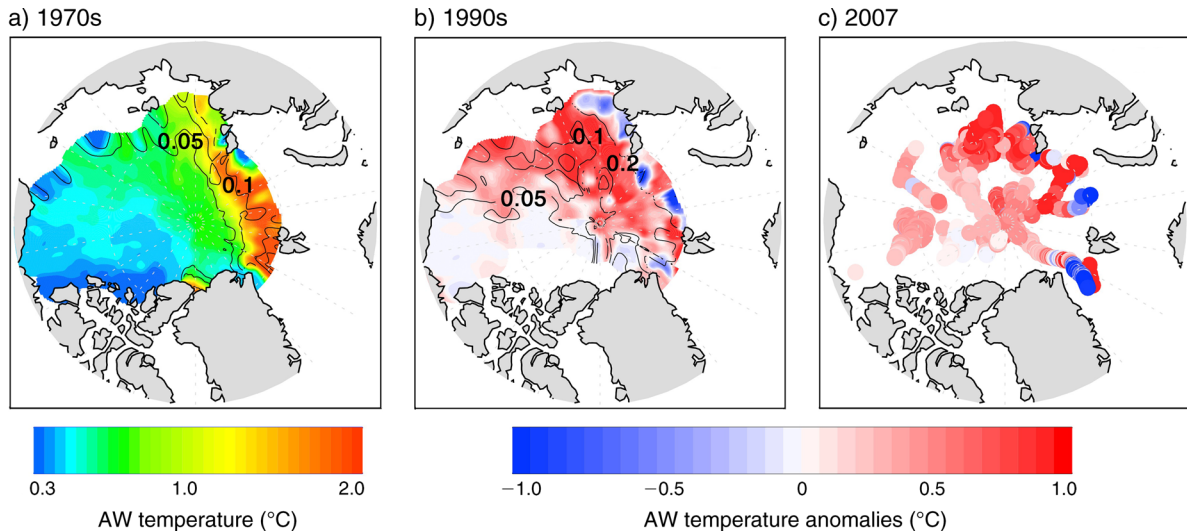 a) 1970s
b) 1990s
c) 2007
0.05
0.1
0.1
0.2
0.05
0.3
1.0
2.0
−1.0
−0.5
0
0.5
1.0
AW temperature (°C)
AW temperature anomalies (°C)